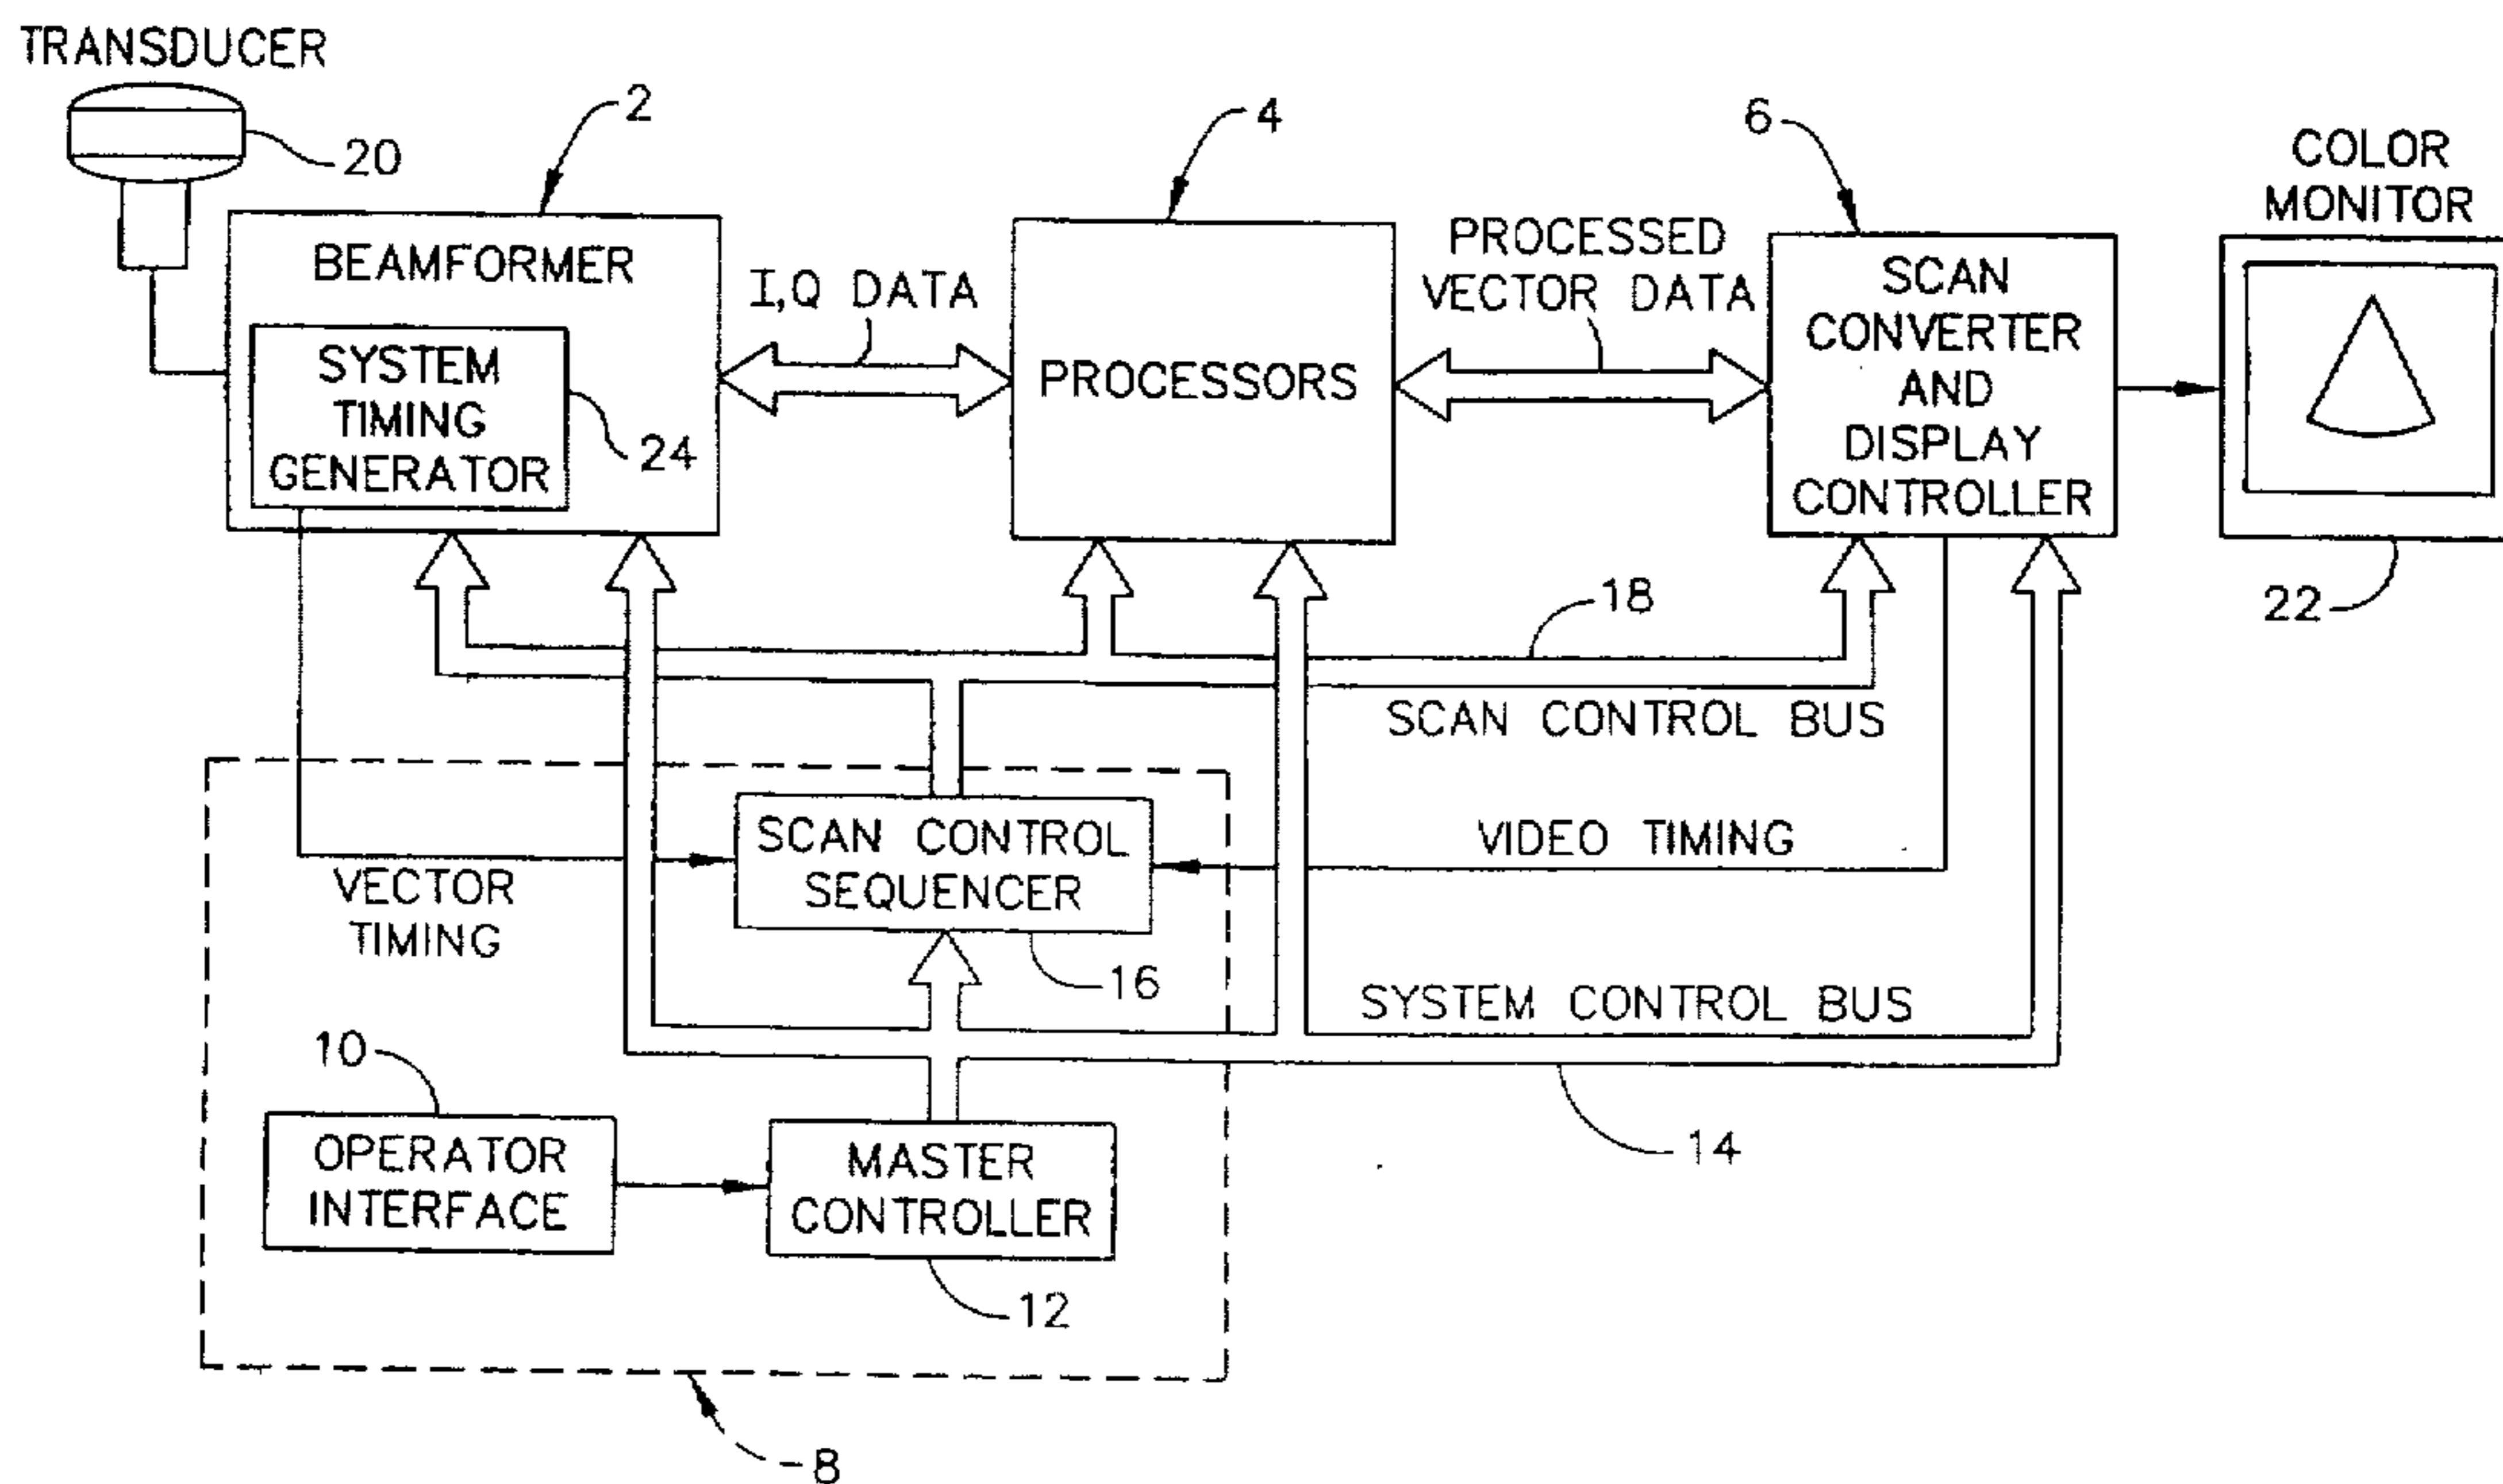 TRANSDUCER
20
2
BEAMFORMER
SYSTEM
TIMING
GENERATOR
24
I,Q DATA
4
PROCESSORS
PROCESSED
VECTOR DATA
6
SCAN
CONVERTER
AND
DISPLAY
CONTROLLER
COLOR
MONITOR
22
18
SCAN CONTROL BUS
VECTOR
TIMING
SCAN CONTROL
SEQUENCER
16
VIDEO TIMING
SYSTEM CONTROL BUS
14
10
OPERATOR
INTERFACE
MASTER
CONTROLLER
12
8